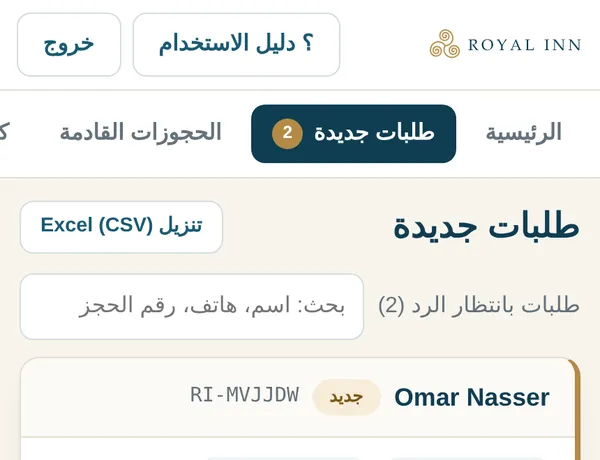 ROYAL INN
؟ دليل الاستخدام
خروج
الرئيسية
طلبات جديدة 2
الحجوزات القادمة
طلبات جديدة
تنزيل Excel (CSV)
طلبات بانتظار الرد (2)
بحث: اسم، هاتف، رقم الحجز
Omar Nasser
جديد
RI-MVJJDW